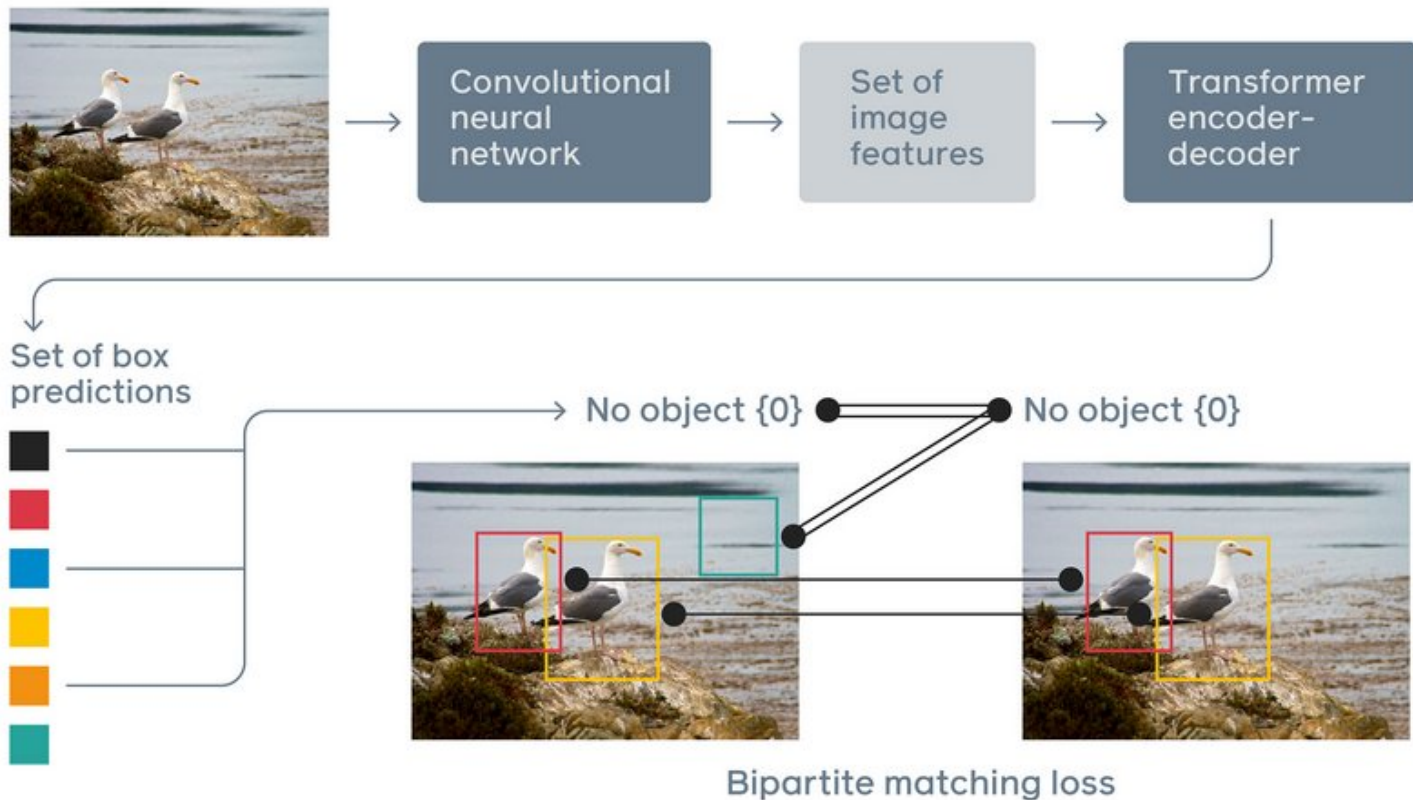 Convolutional
neural
network
Set of
image
features
Transformer
encoder-
decoder
Set of box
predictions
No object {0}
No object {0}
Bipartite matching loss